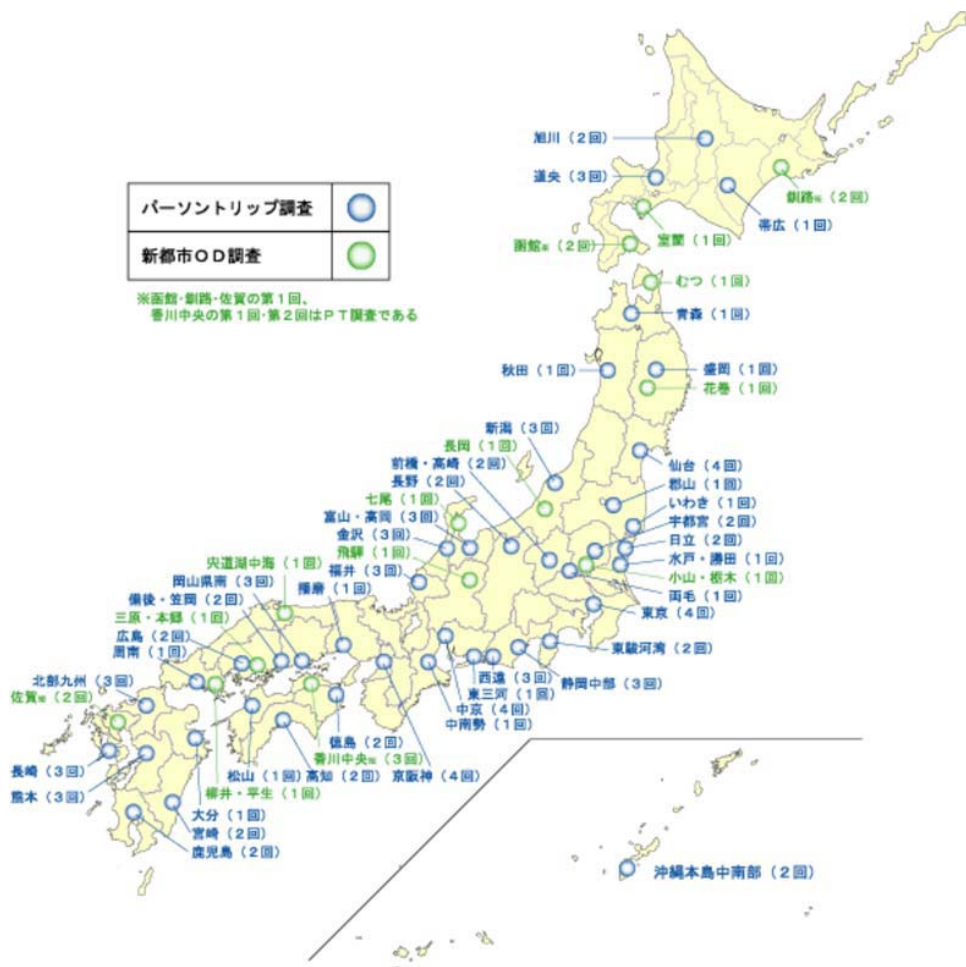 旭川（2回）
道央（3回）
釧路※（2回）
帯広（1回）
室蘭（1回）
函館※（2回）
パーソントリップ調査
新都市ＯＤ調査
※函館・釧路・佐賀の第1回、
香川中央の第1回・第2回はＰＴ調査である
むつ（1回）
青森（1回）
秋田（1回）
盛岡（1回）
花巻（1回）
新潟（3回）
長岡（1回）
前橋・高崎（2回）
長野（2回）
七尾（1回）
富山・高岡（3回）
金沢（3回）
飛騨（1回）
福井（3回）
仙台（4回）
郡山（1回）
いわき（1回）
宇都宮（2回）
日立（2回）
水戸・勝田（1回）
小山・栃木（1回）
両毛（1回）
東京（4回）
宍道湖中海（1回）
岡山県南（3回）
播磨（1回）
備後・笠岡（2回）
三原・本郷（1回）
広島（2回）
周南（1回）
北部九州（3回）
佐賀※（2回）
東駿河湾（2回）
静岡中部（3回）
西遠（3回）
東三河（1回）
中京（4回）
中南勢（1回）
徳島（2回）
香川中央※（3回）
長崎（3回）
熊本（3回）
松山（1回）
高知（2回）
京阪神（4回）
柳井・平生（1回）
大分（1回）
宮崎（2回）
鹿児島（2回）
沖縄本島中南部（2回）